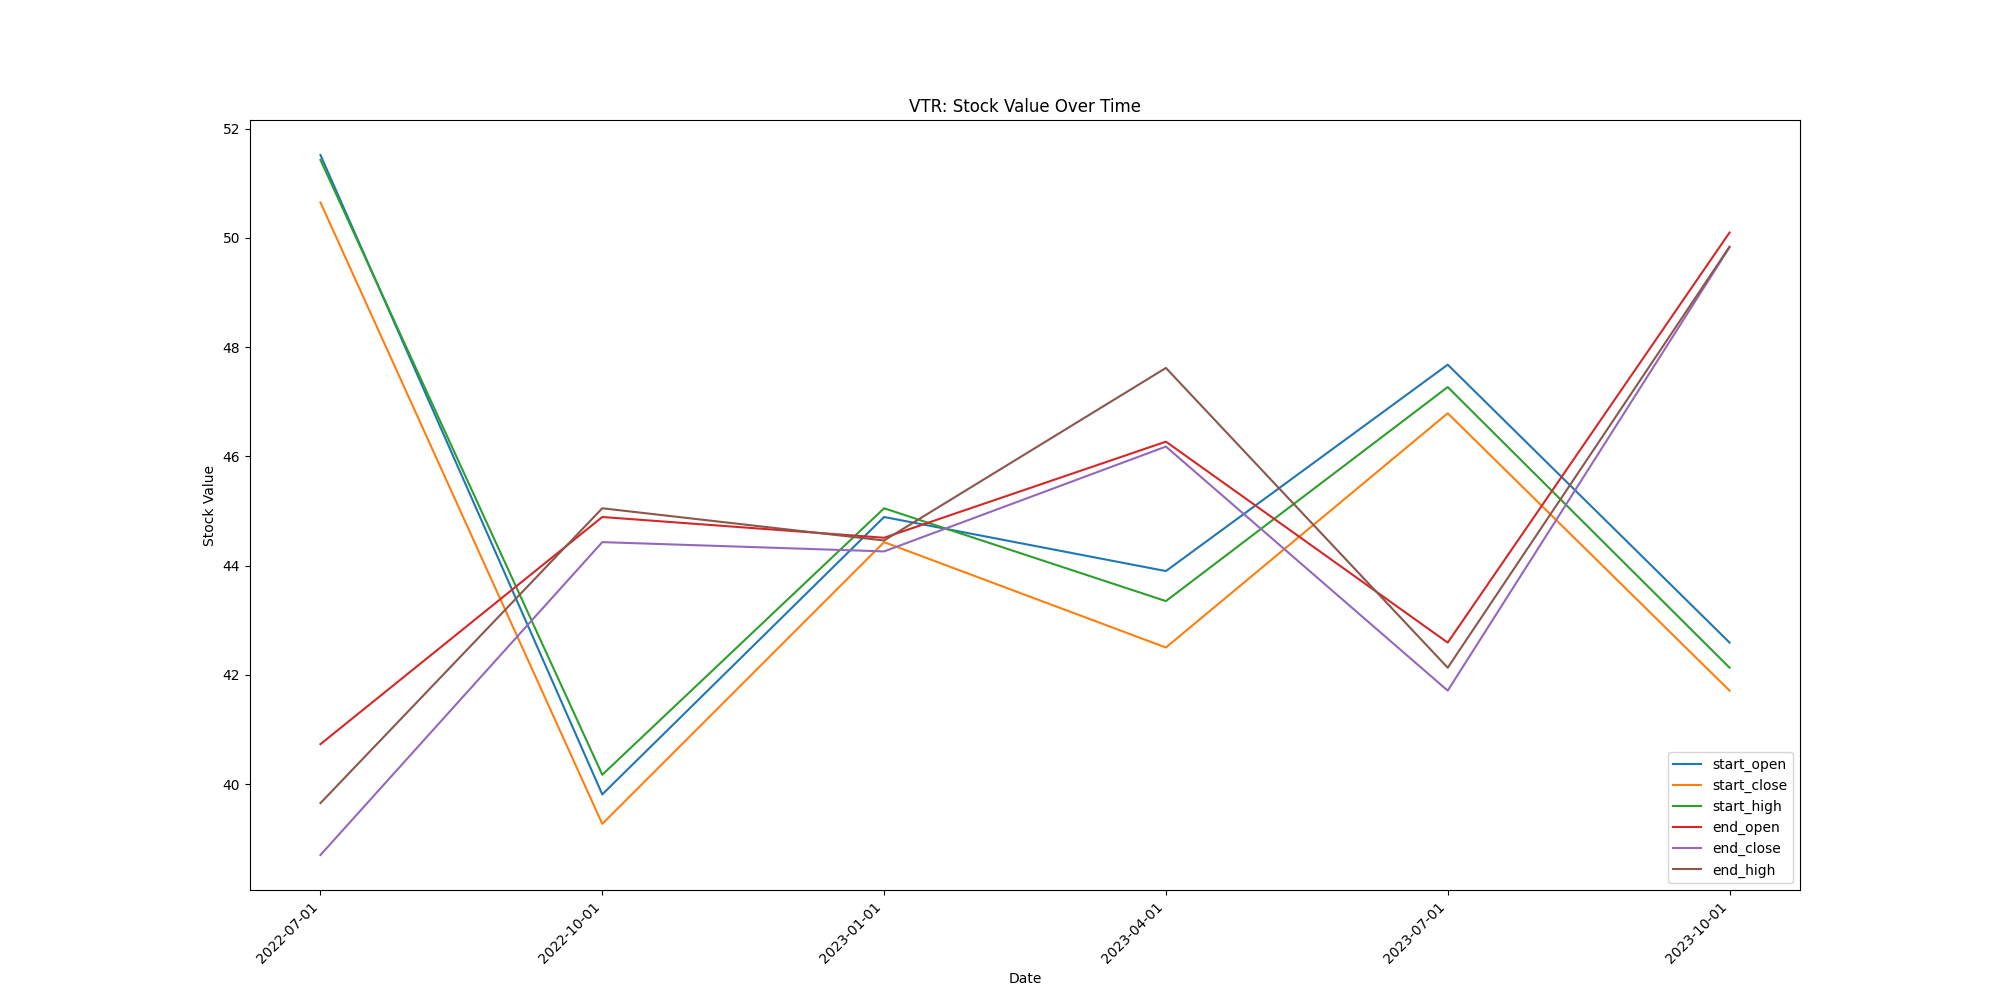 VTR: Stock Value Over Time
52
50
48
46
44
42
40
Stock Value
2022-07-01
2022-10-01
2023-01-01
2023-04-01
2023-07-01
2023-10-01
Date
start_open
start_close
start_high
end_open
end_close
end_high